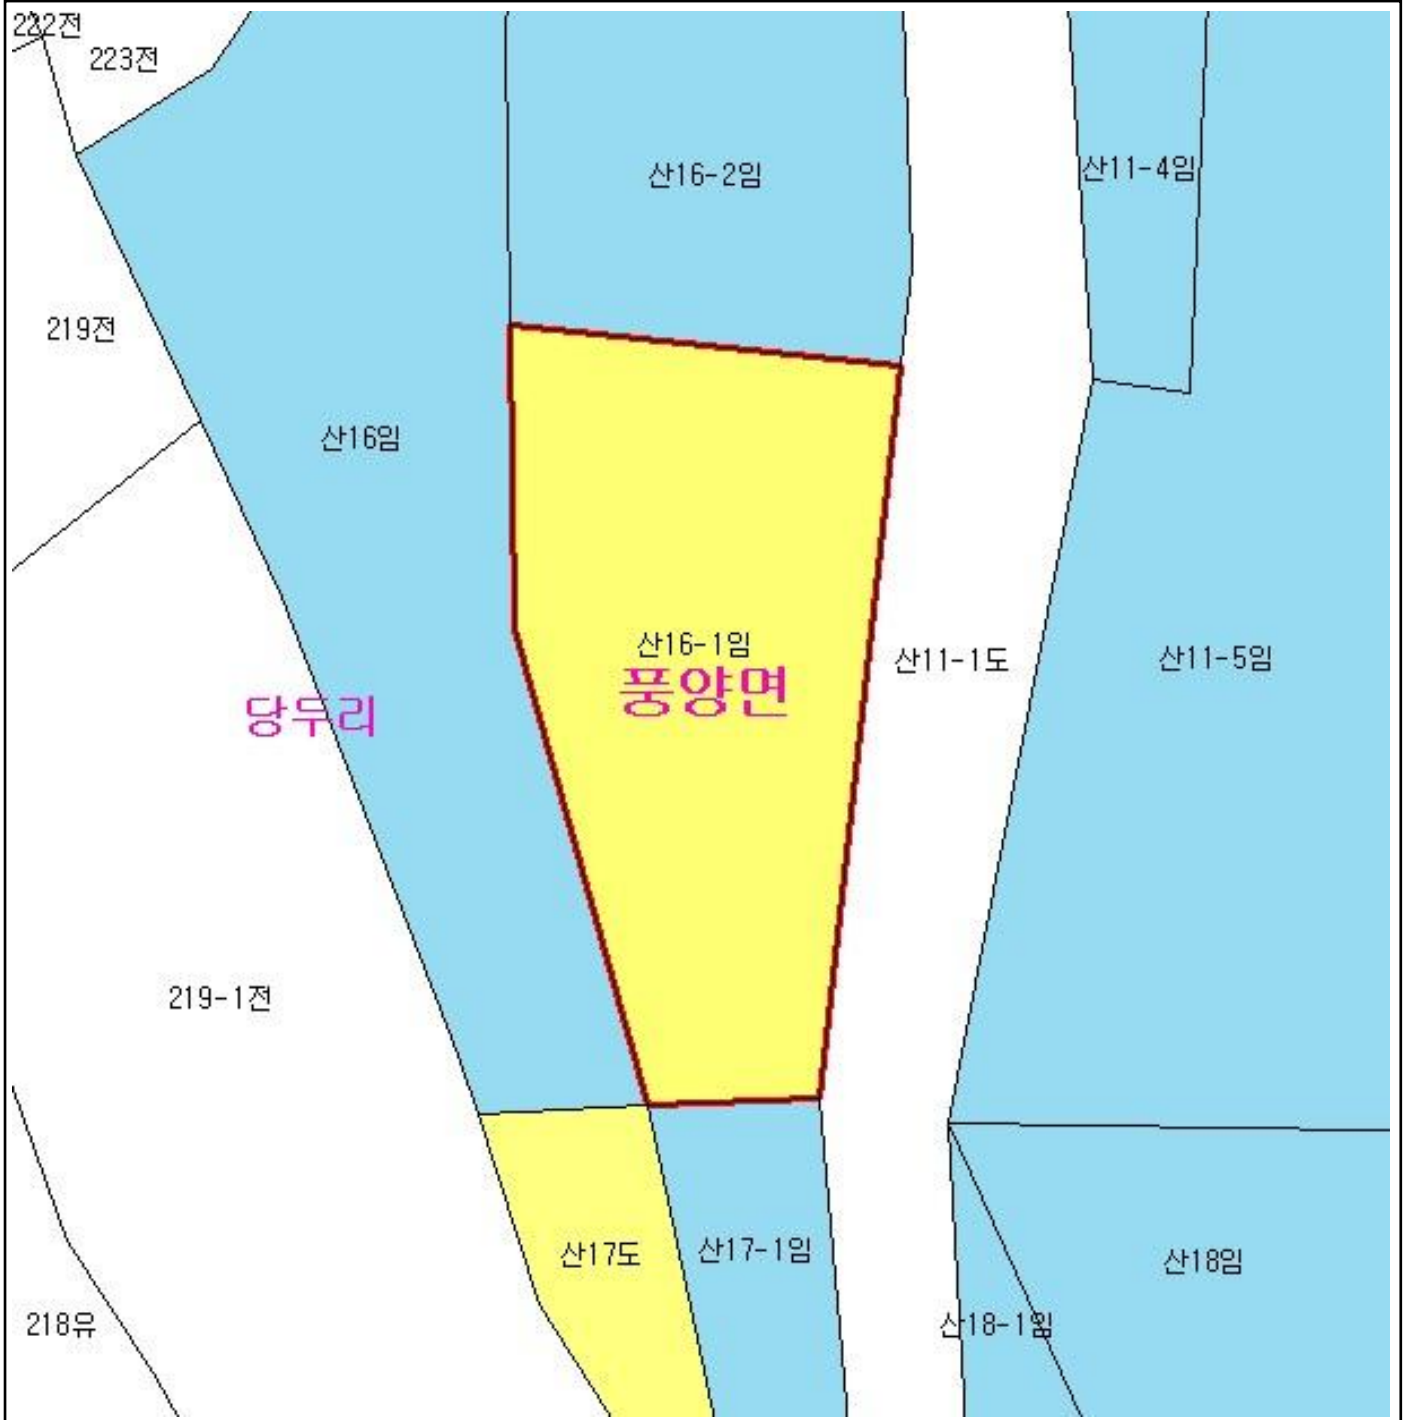 222전
223전
산16-2임
산11-4임
219전
산16임
산16-1임
풍양면
산11-1도
산11-5임
당두리
219-1전
산17도
산17-1임
산18임
218유
산18-1임